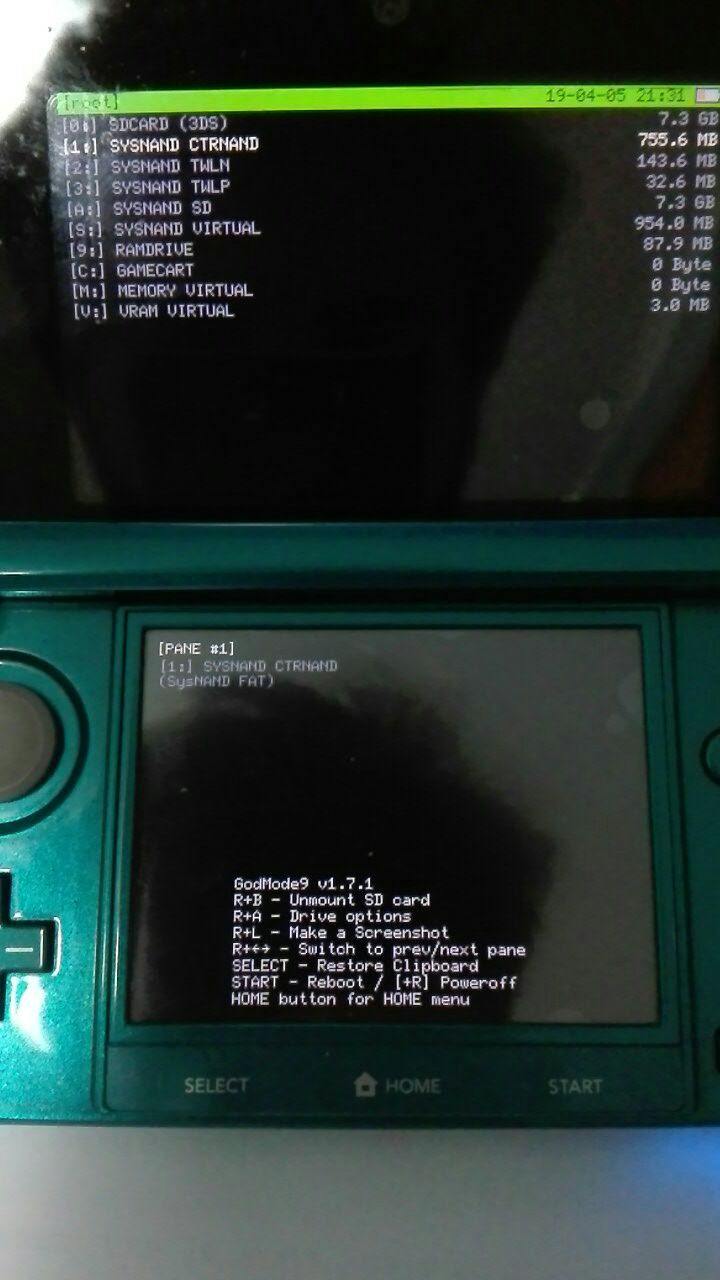 [root] 19-04-05 21:31
[0:] SDCARD (3DS) 7.3 GB
[1:] SYSNAND CTRNAND 755.6 MB
[2:] SYSNAND TWLN 143.6 MB
[3:] SYSNAND TWLP 32.6 MB
[A:] SYSNAND SD 7.3 GB
[S:] SYSNAND VIRTUAL 954.0 MB
[9:] RAMDRIVE 87.9 MB
[C:] GAMECART 0 Byte
[M:] MEMORY VIRTUAL 0 Byte
[V:] VRAM VIRTUAL 3.0 MB
[PANE #1]
[1:] SYSNAND CTRNAND
(SysNAND FAT)
GodMode9 v1.7.1
R+B - Unmount SD card
R+A - Drive options
R+L - Make a Screenshot
R+←→ - Switch to prev/next pane
SELECT - Restore Clipboard
START - Reboot / [+R] Poweroff
HOME button for HOME menu
SELECT HOME START